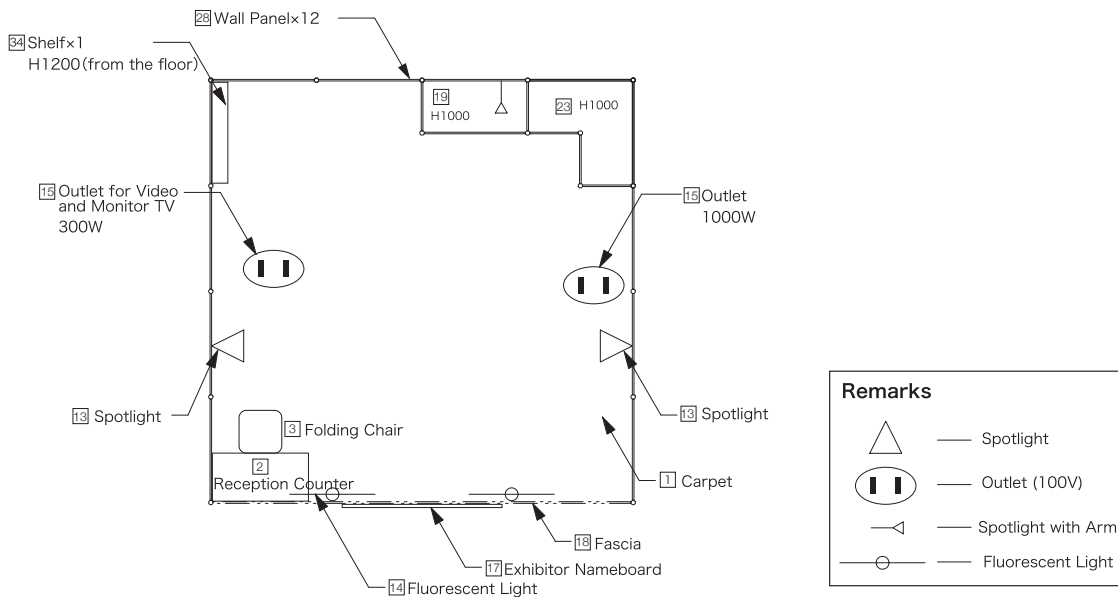 28 Wall Panel×12
34 Shelf×1
H1200(from the floor)
19
H1000
23 H1000
15 Outlet for Video
and Monitor TV
300W
15 Outlet
1000W
13 Spotlight
13 Spotlight
3 Folding Chair
2
Reception Counter
1 Carpet
18 Fascia
17 Exhibitor Nameboard
14 Fluorescent Light
Remarks
Spotlight
Outlet (100V)
Spotlight with Arm
Fluorescent Light